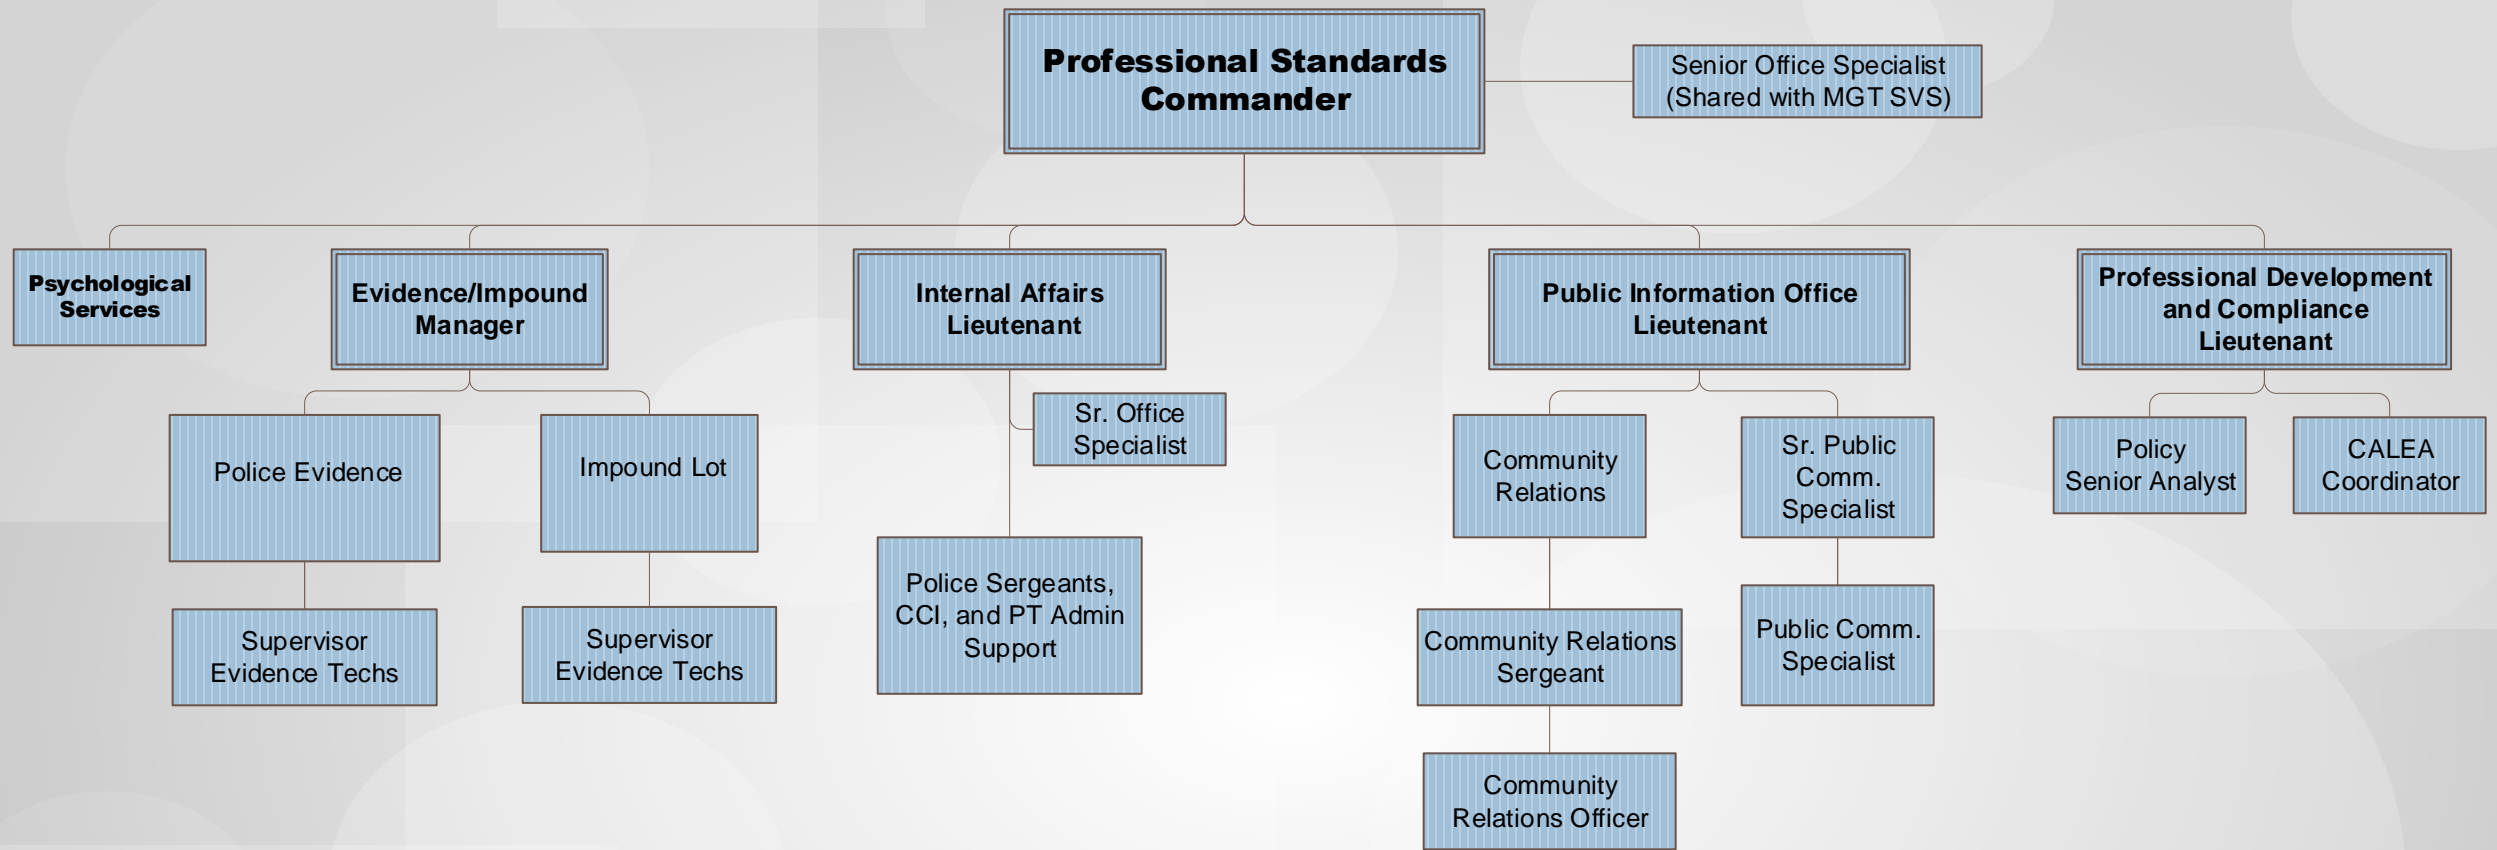 Professional Standards
Commander
Senior Office Specialist
(Shared with MGT SVS)
Psychological
Services
Evidence/Impound
Manager
Internal Affairs
Lieutenant
Public Information Office
Lieutenant
Professional Development
and Compliance
Lieutenant
Police Evidence
Impound Lot
Sr. Office
Specialist
Community
Relations
Sr. Public
Comm.
Specialist
Policy
Senior Analyst
CALEA
Coordinator
Supervisor
Evidence Techs
Supervisor
Evidence Techs
Police Sergeants,
CCI, and PT Admin
Support
Community Relations
Sergeant
Public Comm.
Specialist
Community
Relations Officer